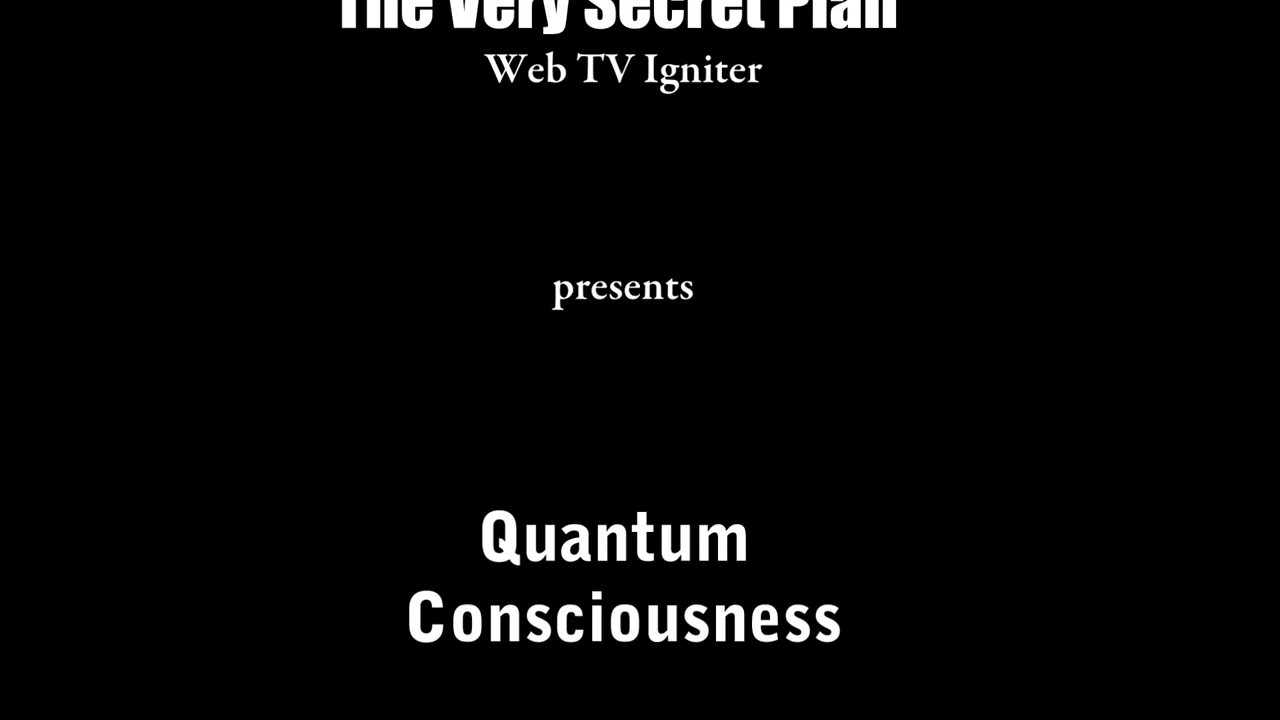 The Very Secret Plan
Web TV Igniter
presents
Quantum
Consciousness